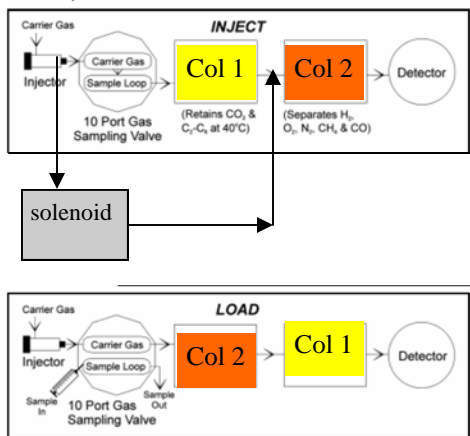 INJECT
Carrier Gas
Injector
Carrier Gas
Sample Loop
10 Port Gas
Sampling Valve
Col 1
(Retains CO₂ &
C₂-C₆ at 40°C)
Col 2
(Separates H₂,
O₂, N₂, CH₄ & CO)
Detector
solenoid
LOAD
Carrier Gas
Injector
Carrier Gas
Sample Loop
Sample
In
Sample
Out
10 Port Gas
Sampling Valve
Col 2
Col 1
Detector